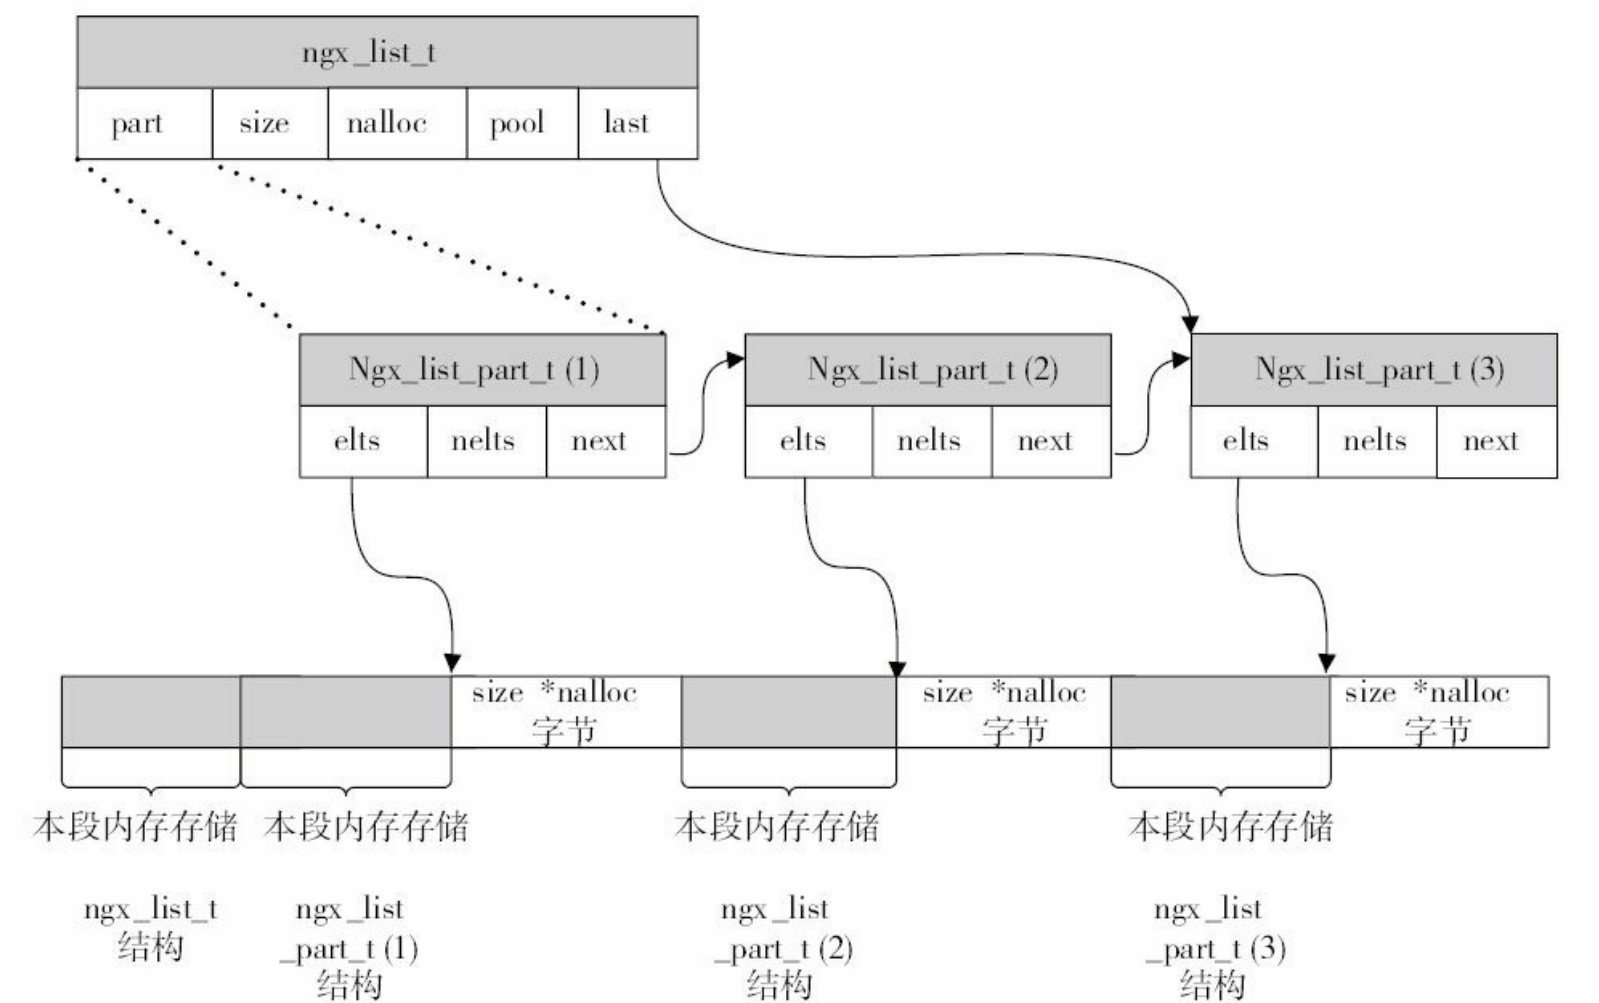 ngx_list_t
part size nalloc pool last
Ngx_list_part_t (1) Ngx_list_part_t (2) Ngx_list_part_t (3)
elts nelts next elts nelts next elts nelts next
size *nalloc size *nalloc size *nalloc
字节 字节 字节
本段内存存储 本段内存存储 本段内存存储 本段内存存储
ngx_list_t ngx_list ngx_list ngx_list
结构 _part_t (1) _part_t (2) _part_t (3)
结构 结构 结构